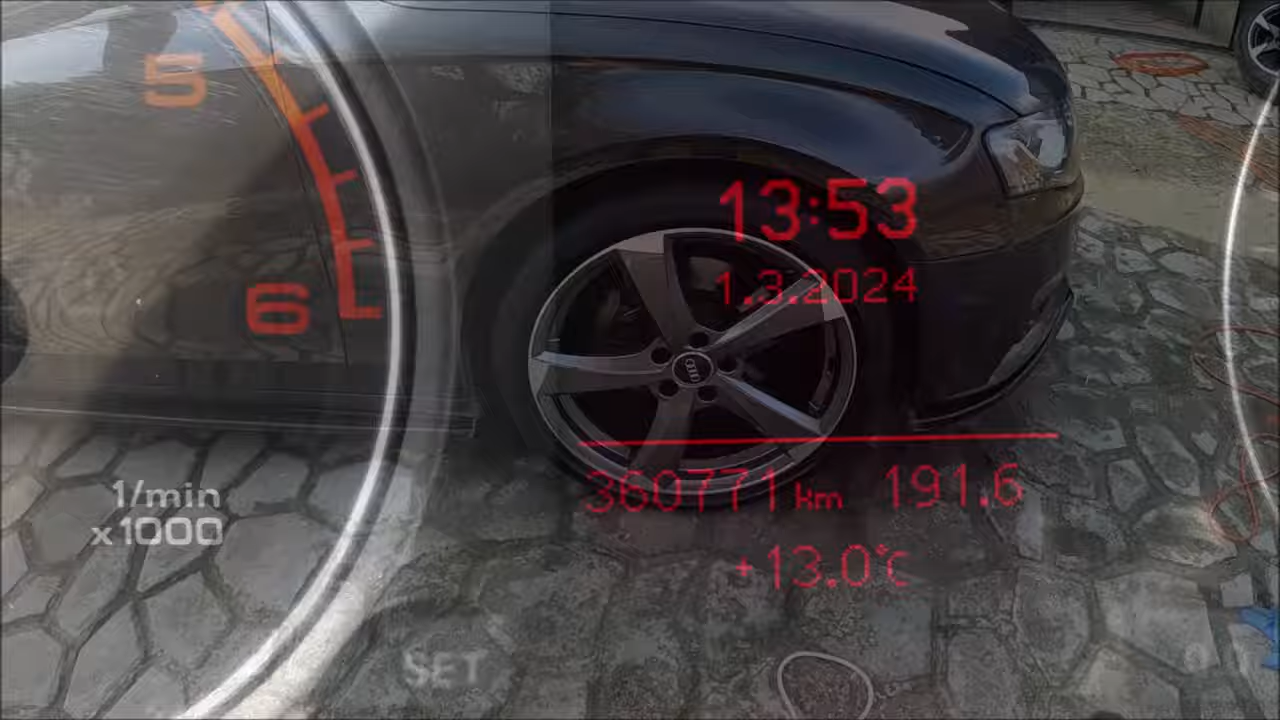 5
13:53
1.3.2024
6
360771 km 191.6
1/min
x1000
+13.0°C
SET